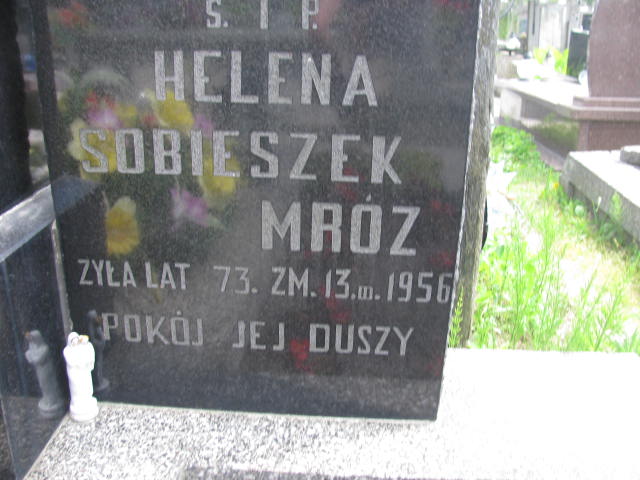 Ś. † P.
HELENA
SOBIESZEK
MRÓZ
ŻYŁA LAT 73. ZM. 13.III.1956
POKÓJ JEJ DUSZY